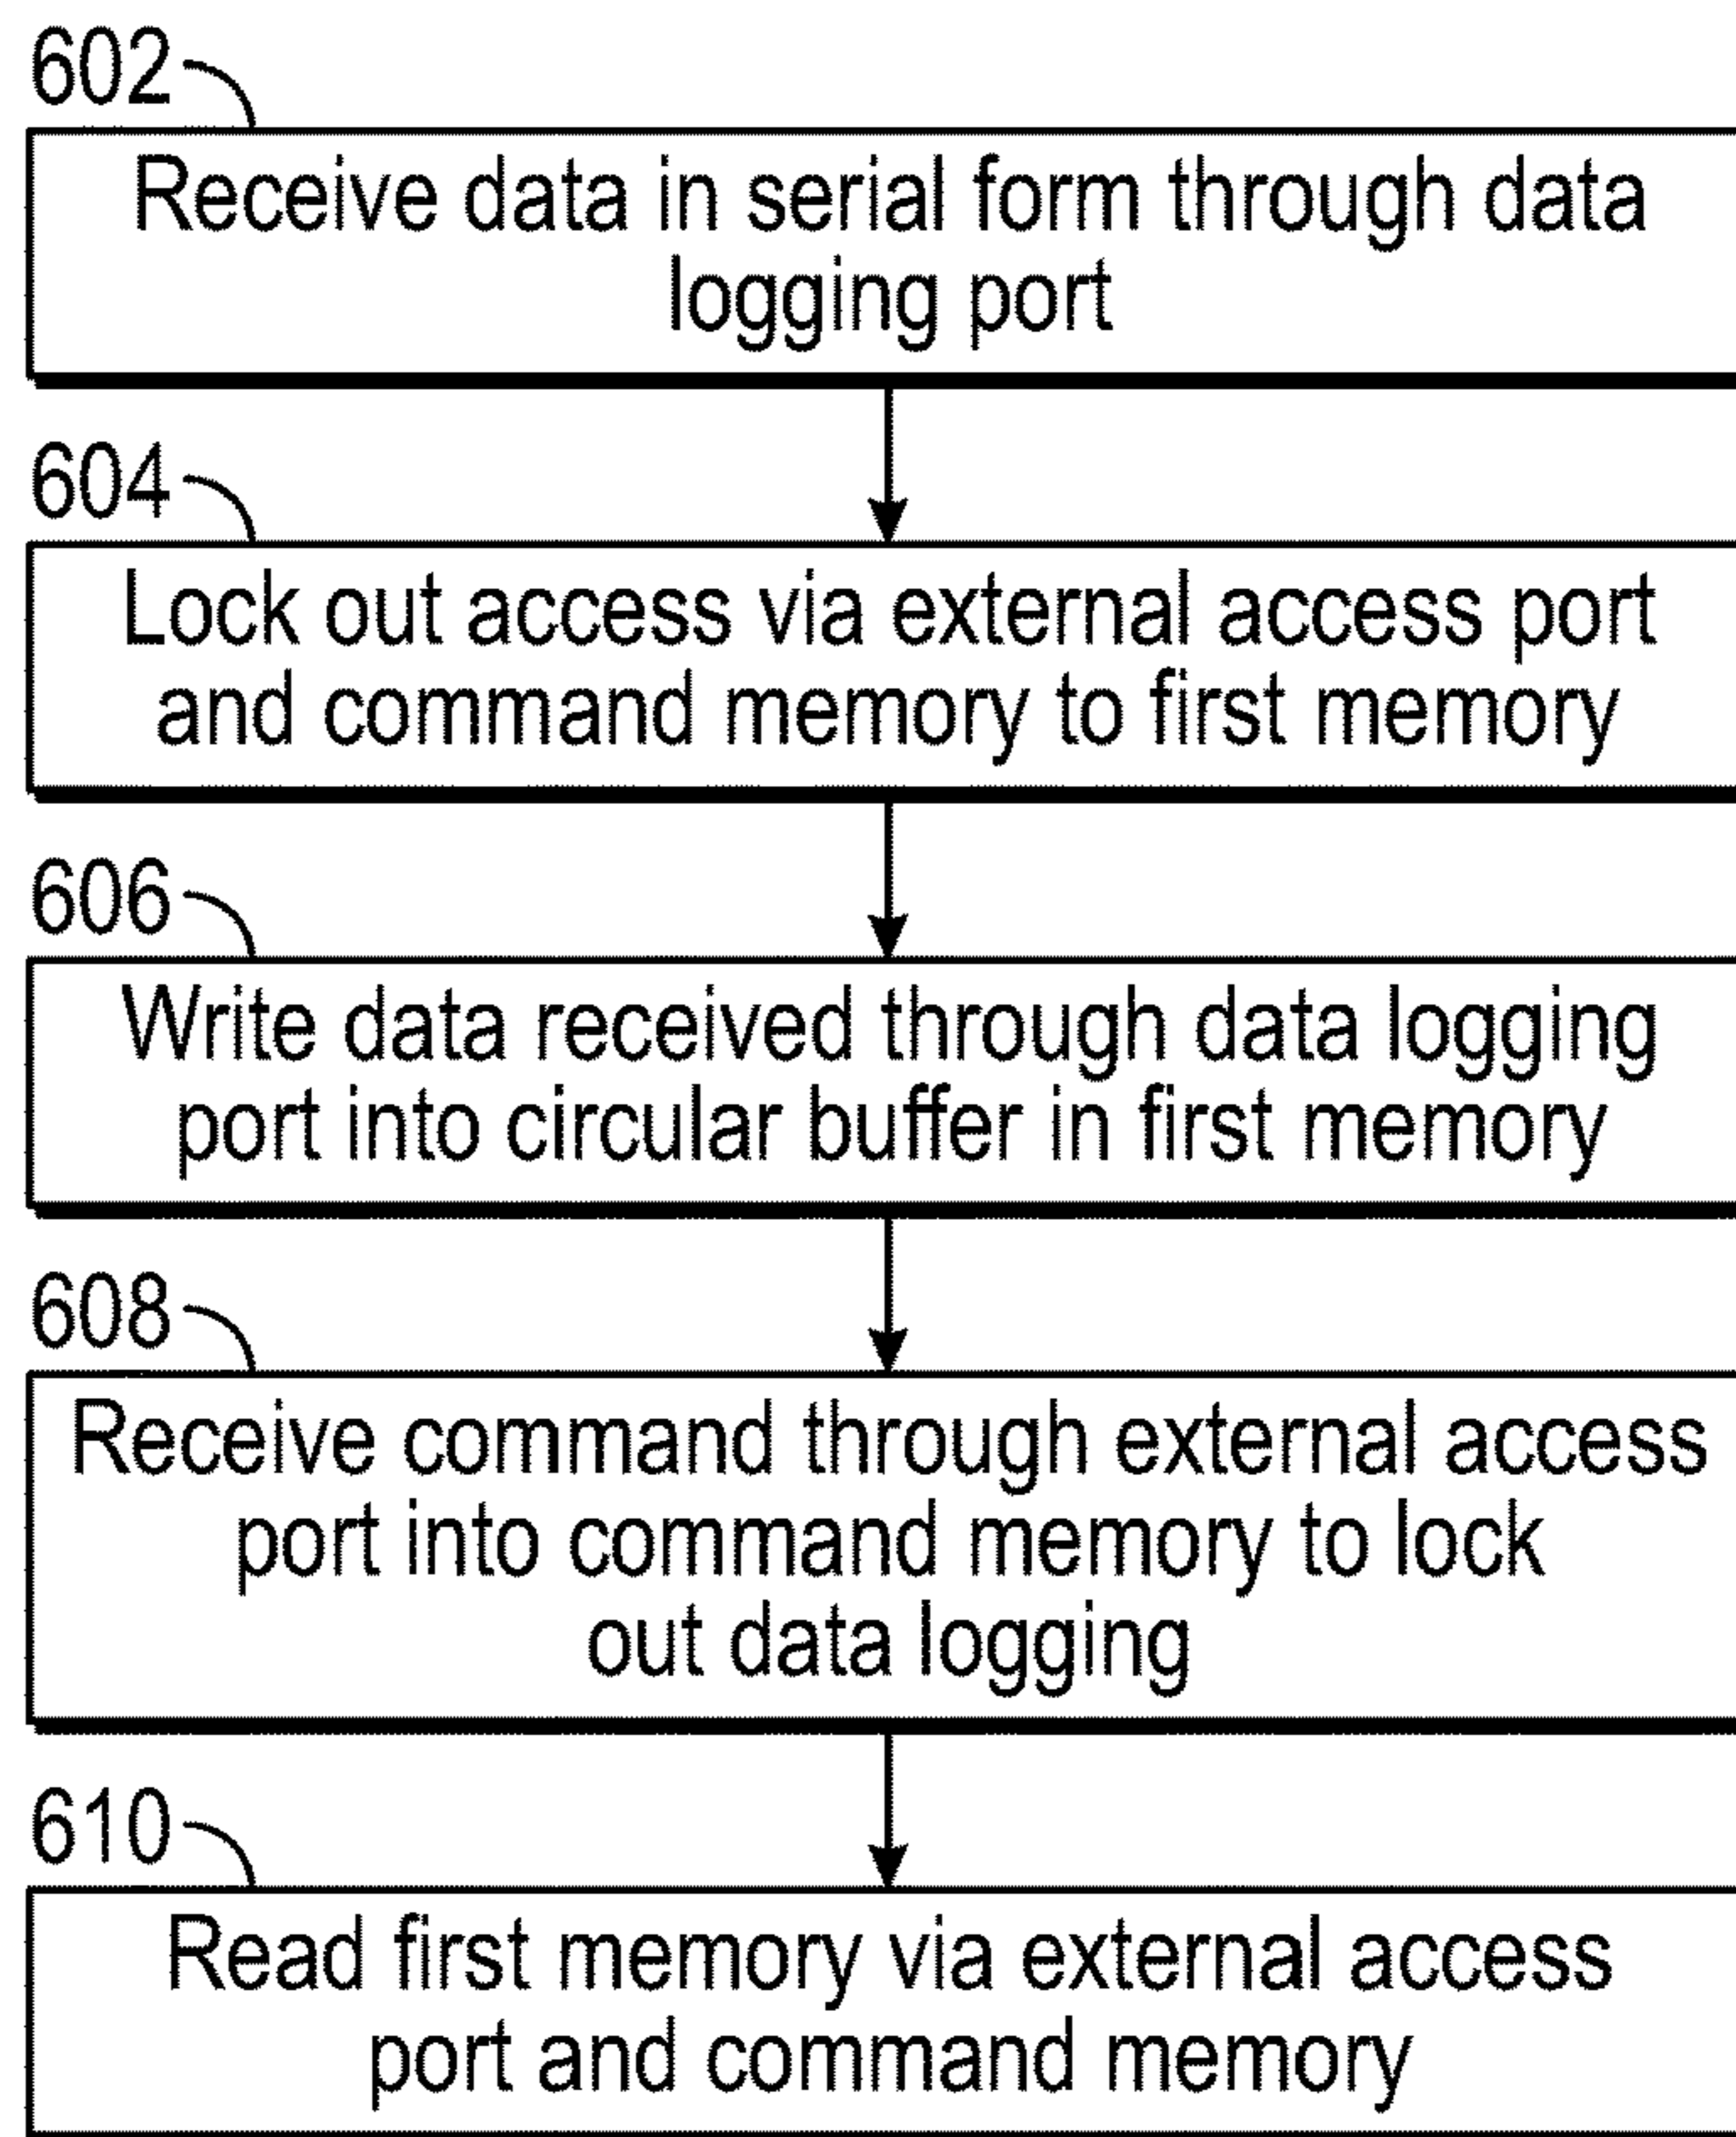 602
Receive data in serial form through data
logging port
604
Lock out access via external access port
and command memory to first memory
606
Write data received through data logging
port into circular buffer in first memory
608
Receive command through external access
port into command memory to lock
out data logging
610
Read first memory via external access
port and command memory